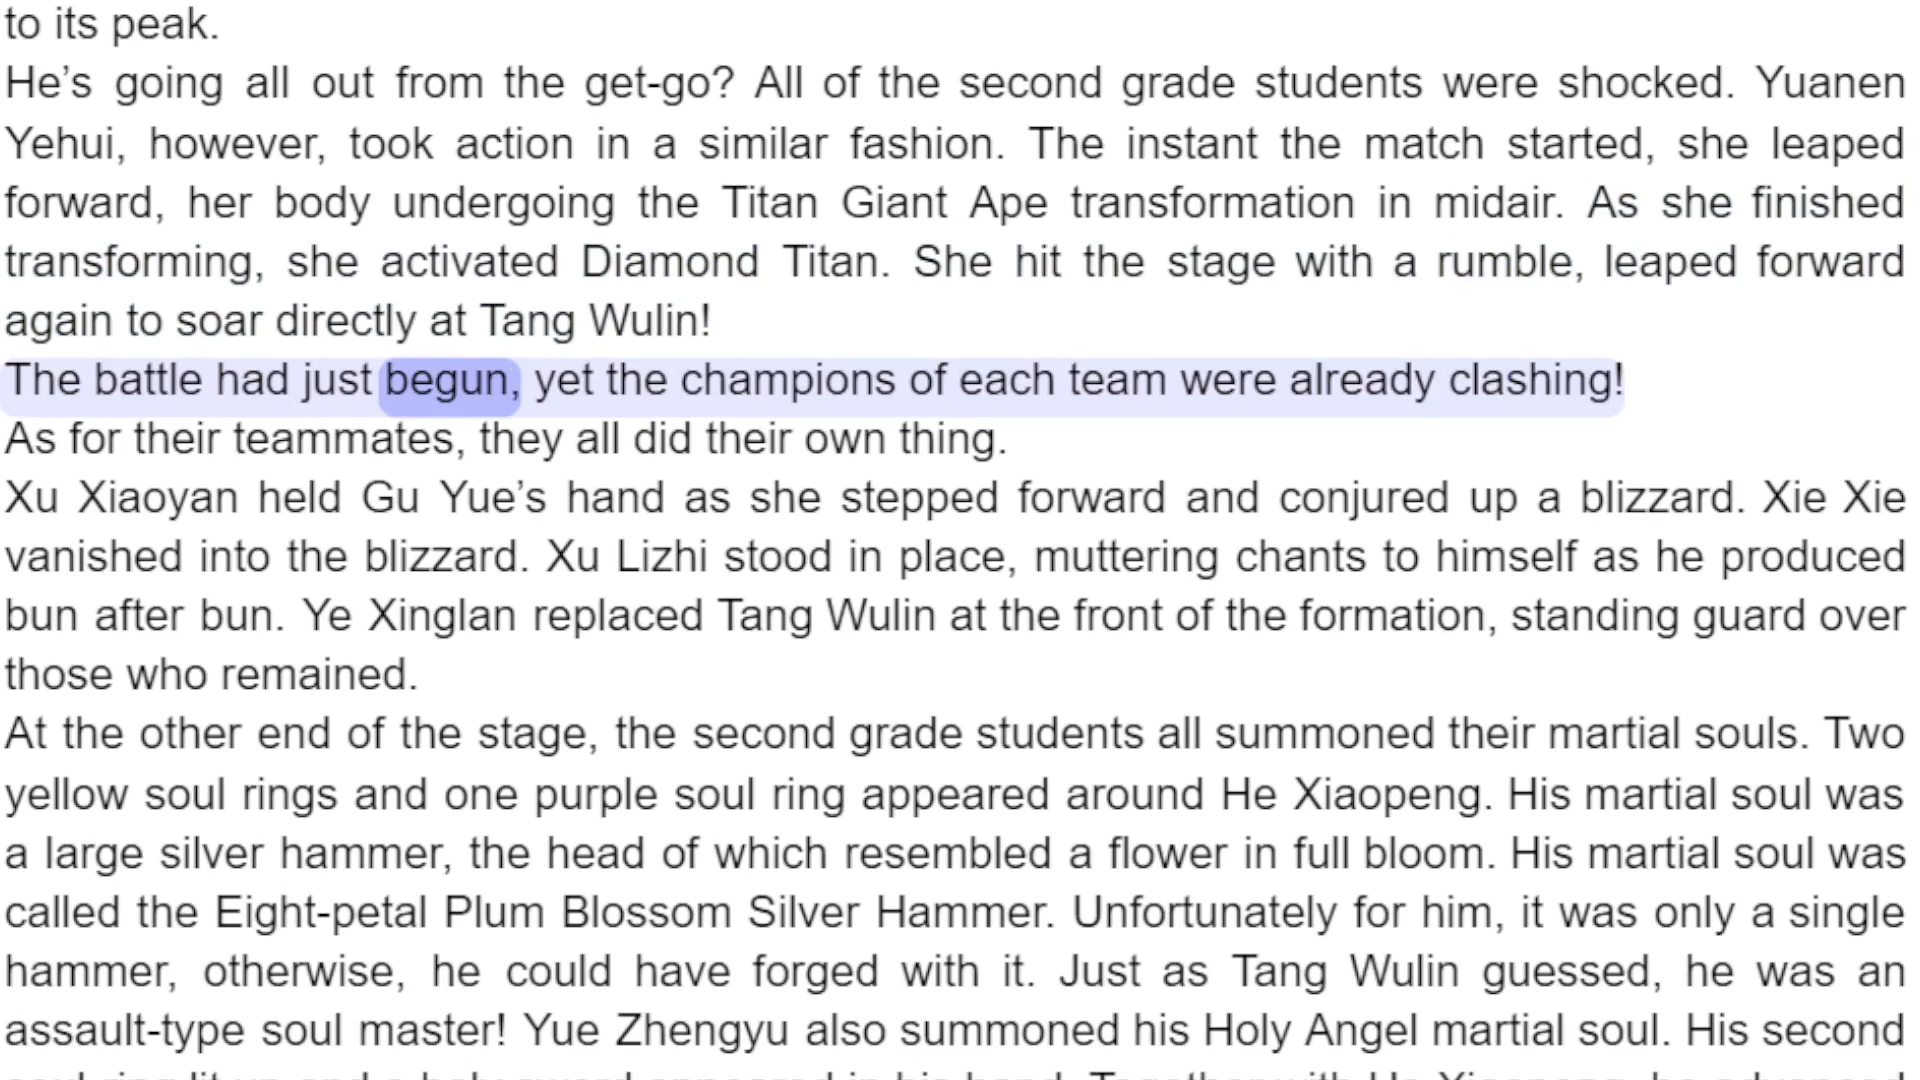 to its peak.
He’s going all out from the get-go? All of the second grade students were shocked. Yuanen
Yehui, however, took action in a similar fashion. The instant the match started, she leaped
forward, her body undergoing the Titan Giant Ape transformation in midair. As she finished
transforming, she activated Diamond Titan. She hit the stage with a rumble, leaped forward
again to soar directly at Tang Wulin!
The battle had just begun, yet the champions of each team were already clashing!
As for their teammates, they all did their own thing.
Xu Xiaoyan held Gu Yue’s hand as she stepped forward and conjured up a blizzard. Xie Xie
vanished into the blizzard. Xu Lizhi stood in place, muttering chants to himself as he produced
bun after bun. Ye Xinglan replaced Tang Wulin at the front of the formation, standing guard over
those who remained.
At the other end of the stage, the second grade students all summoned their martial souls. Two
yellow soul rings and one purple soul ring appeared around He Xiaopeng. His martial soul was
a large silver hammer, the head of which resembled a flower in full bloom. His martial soul was
called the Eight-petal Plum Blossom Silver Hammer. Unfortunately for him, it was only a single
hammer, otherwise, he could have forged with it. Just as Tang Wulin guessed, he was an
assault-type soul master! Yue Zhengyu also summoned his Holy Angel martial soul. His second